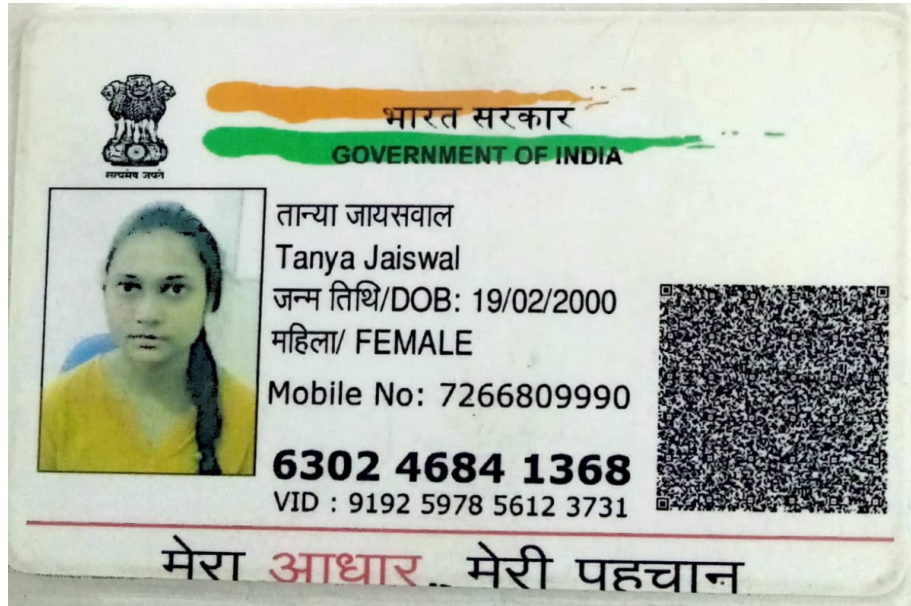 सत्यमेव जयते
भारत सरकार
GOVERNMENT OF INDIA
तान्या जायसवाल
Tanya Jaiswal
जन्म तिथि/DOB: 19/02/2000
महिला/ FEMALE
Mobile No: 7266809990
6302 4684 1368
VID : 9192 5978 5612 3731
मेरा आधार, मेरी पहचान